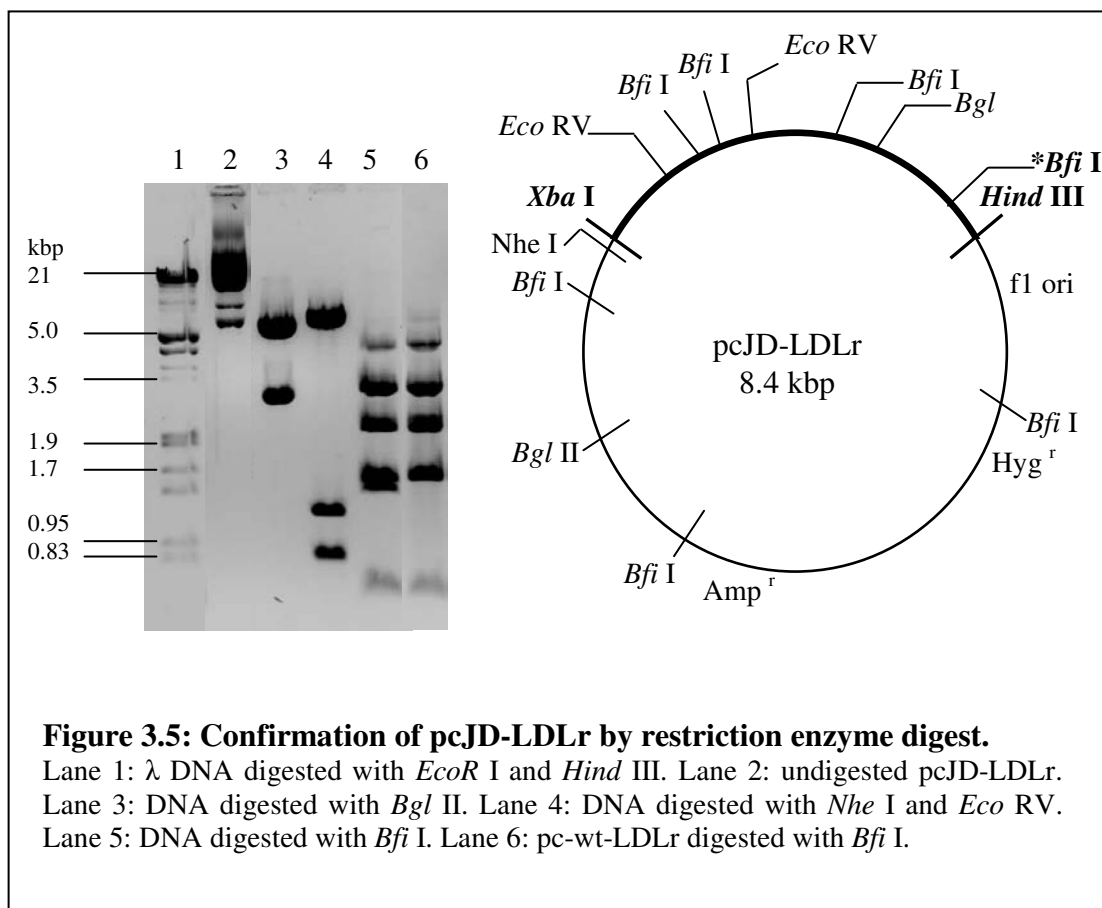 1 2 3 4 5 6
kbp
21
5.0
3.5
1.9
1.7
0.95
0.83
Eco RV
Bfi I
Bfi I
Eco RV
Bfi I
Bgl
*Bfi I
Hind III
Xba I
Nhe I
Bfi I
f1 ori
pcJD-LDLr
8.4 kbp
Bfi I
Hyg r
Bgl II
Bfi I
Amp r
Figure 3.5: Confirmation of pcJD-LDLr by restriction enzyme digest.
Lane 1: λ DNA digested with EcoR I and Hind III. Lane 2: undigested pcJD-LDLr.
Lane 3: DNA digested with Bgl II. Lane 4: DNA digested with Nhe I and Eco RV.
Lane 5: DNA digested with Bfi I. Lane 6: pc-wt-LDLr digested with Bfi I.